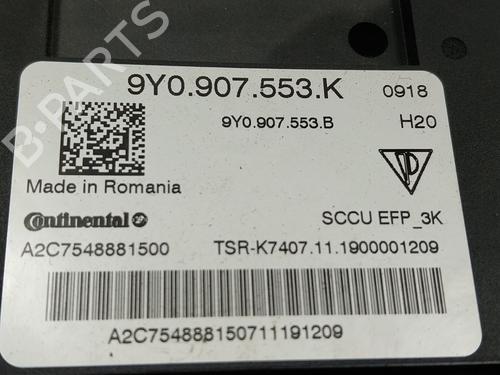 9Y0.907.553.K 0918
9Y0.907.553.B H20
Made in Romania
Continental SCCU EFP_3K
A2C7548881500 TSR-K7407.11.1900001209
A2C754888150711191209
B-PARTS